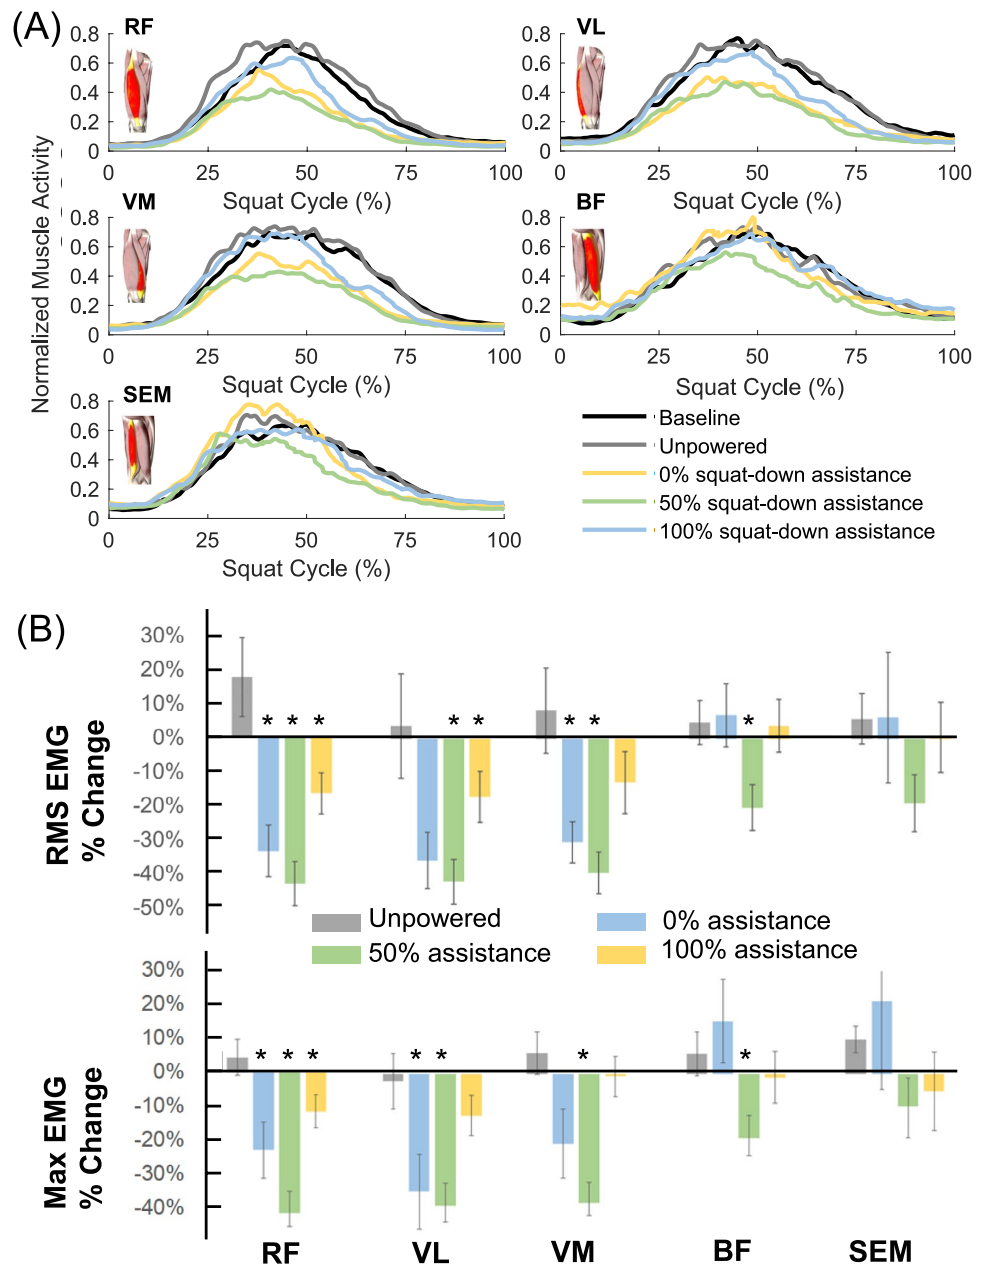 (A)
RF
0.8
0.6
0.4
0.2
0
0
25
50
75
100
Squat Cycle (%)
VL
0.8
0.6
0.4
0.2
0
0
25
50
75
100
Squat Cycle (%)
Normalized Muscle Activity
VM
0.8
0.6
0.4
0.2
0
0
25
50
75
100
Squat Cycle (%)
BF
0.8
0.6
0.4
0.2
0
0
25
50
75
100
Squat Cycle (%)
SEM
0.8
0.6
0.4
0.2
0
0
25
50
75
100
Squat Cycle (%)
Baseline
Unpowered
0% squat-down assistance
50% squat-down assistance
100% squat-down assistance
(B)
RMS EMG
% Change
30%
20%
10%
0%
-10%
-20%
-30%
-40%
-50%
* * *
* *
* *
*
Unpowered
0% assistance
50% assistance
100% assistance
Max EMG
% Change
30%
20%
10%
0%
-10%
-20%
-30%
-40%
* * *
* *
*
*
RF
VL
VM
BF
SEM